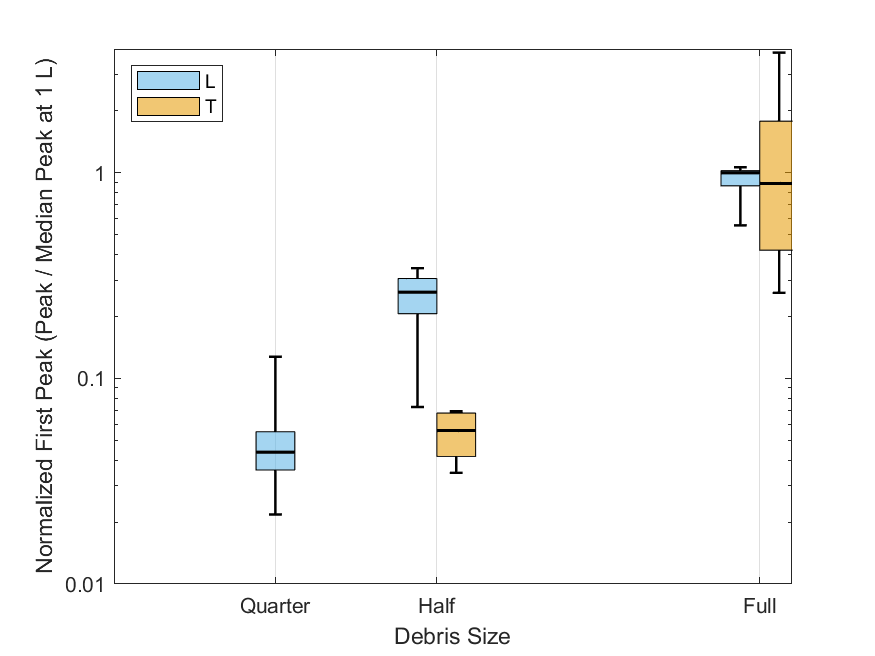 L
T
Normalized First Peak (Peak / Median Peak at 1 L)
1
0.1
0.01
Quarter
Half
Full
Debris Size